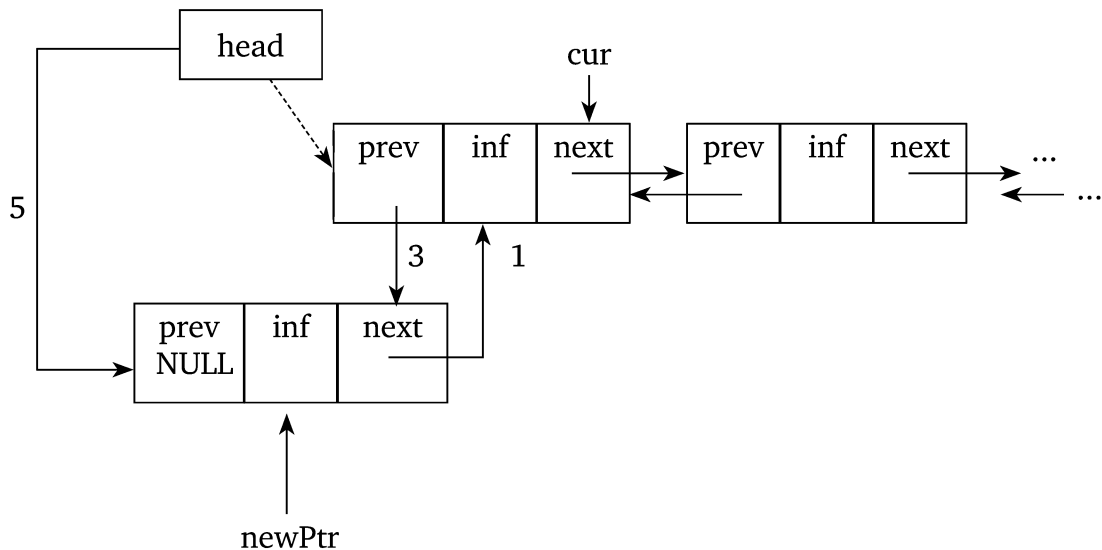 head
cur
prev inf next
prev inf next
...
...
5
3
1
prev inf next
NULL
newPtr